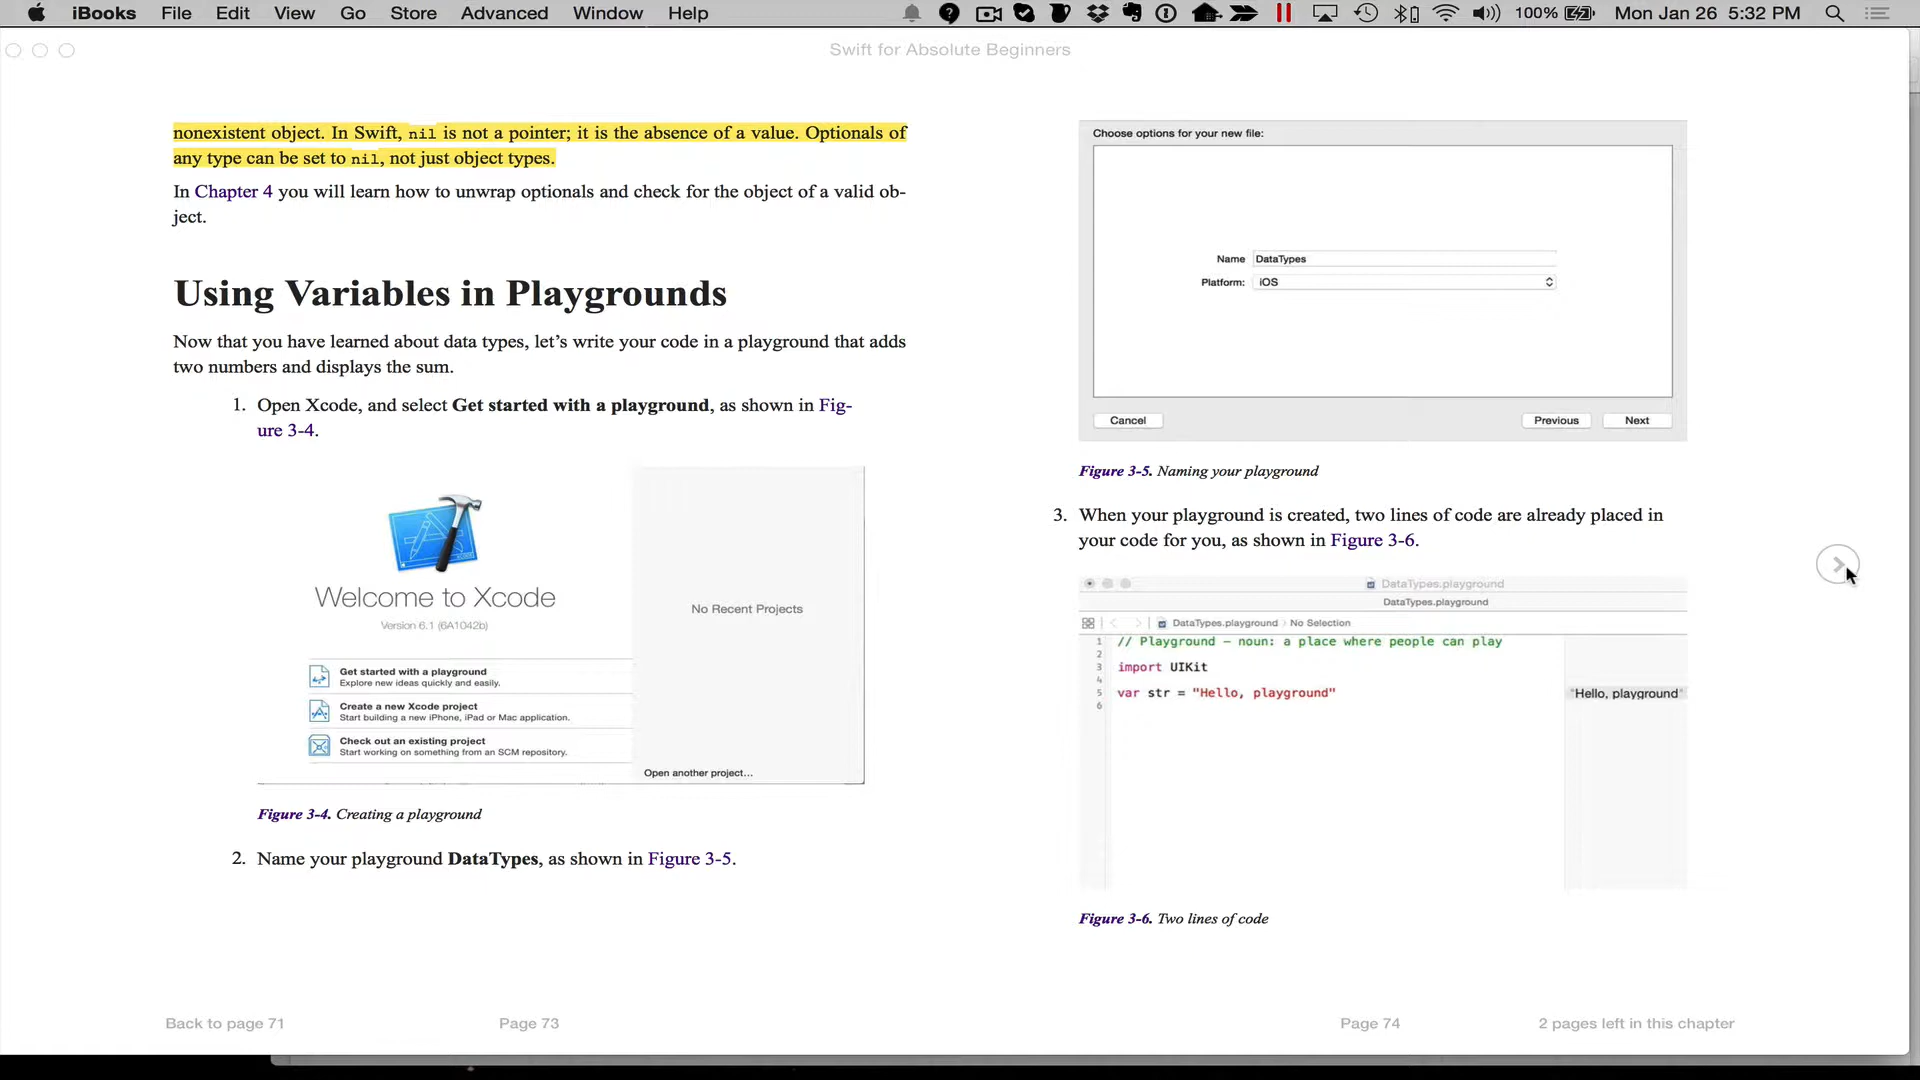 iBooks File Edit View Go Store Advanced Window Help 100% Mon Jan 26 5:32 PM
Swift for Absolute Beginners
nonexistent object. In Swift, nil is not a pointer; it is the absence of a value. Optionals of
any type can be set to nil, not just object types.
In Chapter 4 you will learn how to unwrap optionals and check for the object of a valid ob-
ject.
Using Variables in Playgrounds
Now that you have learned about data types, let's write your code in a playground that adds
two numbers and displays the sum.
1. Open Xcode, and select Get started with a playground, as shown in Fig-
ure 3-4.
Welcome to Xcode
Version 6.1 (6A1042b)
Get started with a playground
Explore new ideas quickly and easily.
Create a new Xcode project
Start building a new iPhone, iPad or Mac application.
Check out an existing project
Start working on something from an SCM repository.
No Recent Projects
Open another project...
Figure 3-4. Creating a playground
2. Name your playground DataTypes, as shown in Figure 3-5.
Choose options for your new file:
Name DataTypes
Platform: iOS
Cancel Previous Next
Figure 3-5. Naming your playground
3. When your playground is created, two lines of code are already placed in
your code for you, as shown in Figure 3-6.
DataTypes.playground
DataTypes.playground
DataTypes.playground › No Selection
1 // Playground – noun: a place where people can play
2
3 import UIKit
4
5 var str = "Hello, playground" "Hello, playground"
6
Figure 3-6. Two lines of code
Back to page 71 Page 73 Page 74 2 pages left in this chapter